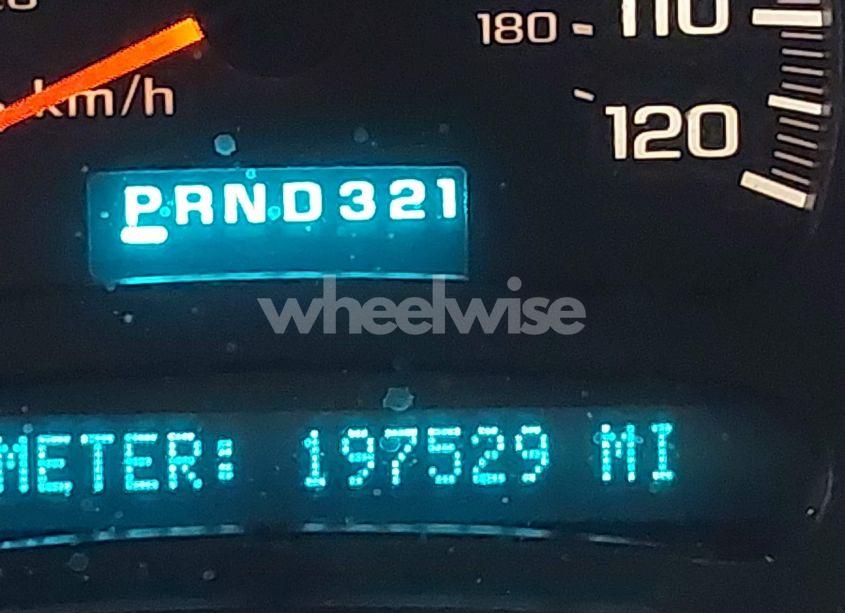 180 110
km/h
120
PRND321
wheelwise
METER: 197529 MI